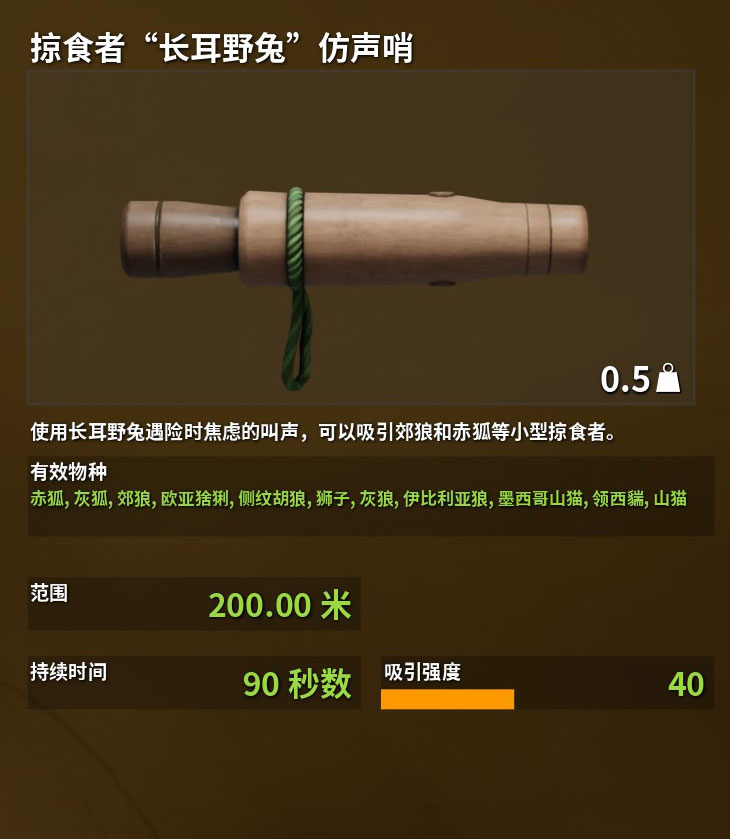 掠食者“长耳野兔”仿声哨
0.5
使用长耳野兔遇险时焦虑的叫声，可以吸引郊狼和赤狐等小型掠食者。
有效物种
赤狐, 灰狐, 郊狼, 欧亚猞猁, 侧纹胡狼, 狮子, 灰狼, 伊比利亚狼, 墨西哥山猫, 领西貒, 山猫
范围
200.00 米
持续时间
90 秒数
吸引强度
40